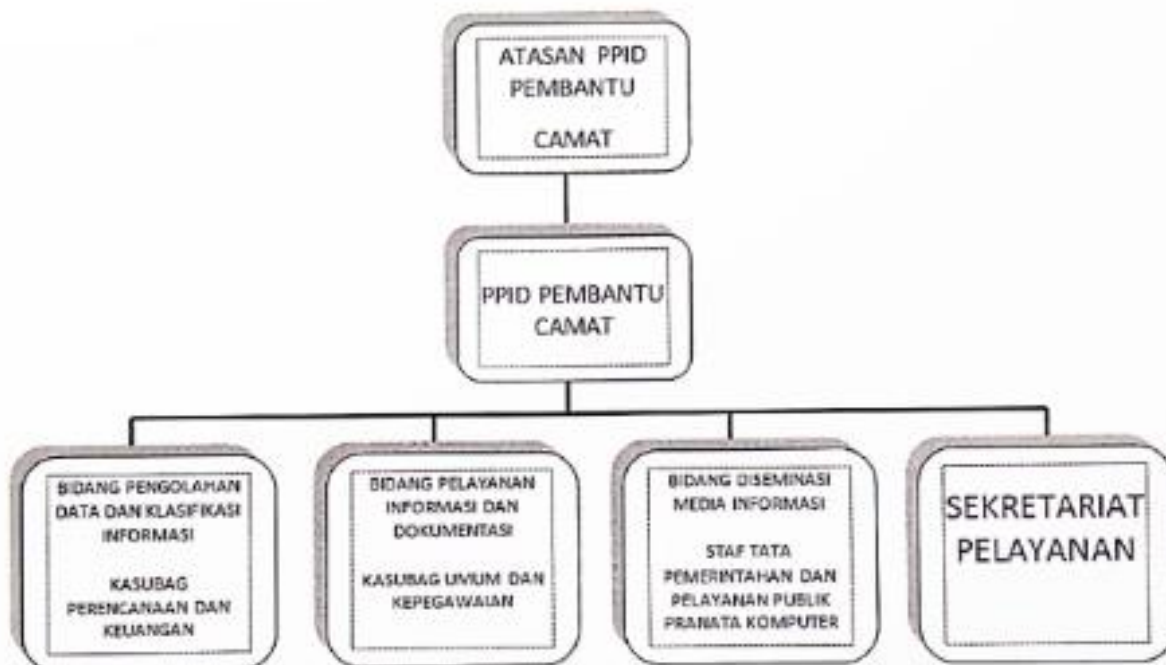 ATASAN PPID
PEMBANTU
CAMAT
PPID PEMBANTU
CAMAT
BIDANG PENGOLAHAN
DATA DAN KLASIFIKASI
INFORMASI
KASUBAG
PERENCANAAN DAN
KEUANGAN
BIDANG PELAYANAN
INFORMASI DAN
DOKUMENTASI
KASUBAG UMUM DAN
KEPEGAWAIAN
BIDANG DISEMINASI
MEDIA INFORMASI
STAF TATA
PEMERINTAHAN DAN
PELAYANAN PUBLIK
PRANATA KOMPUTER
SEKRETARIAT
PELAYANAN